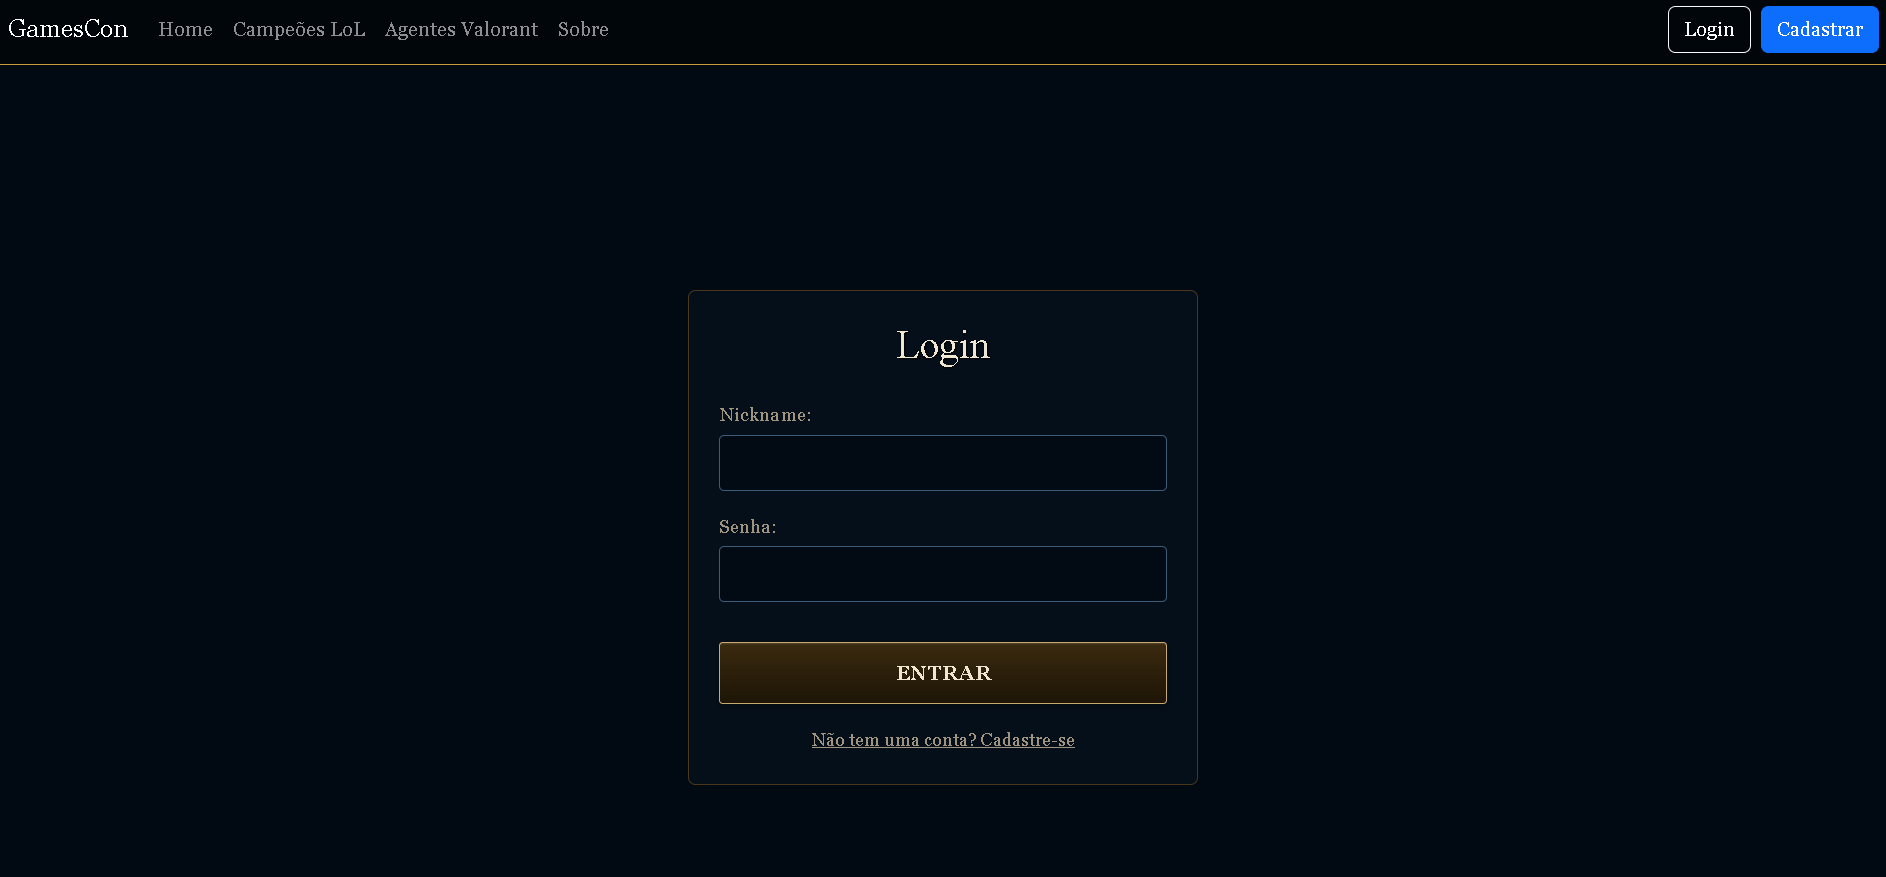 GamesCon Home Campeões LoL Agentes Valorant Sobre Login Cadastrar
Login
Nickname:
Senha:
ENTRAR
Não tem uma conta? Cadastre-se